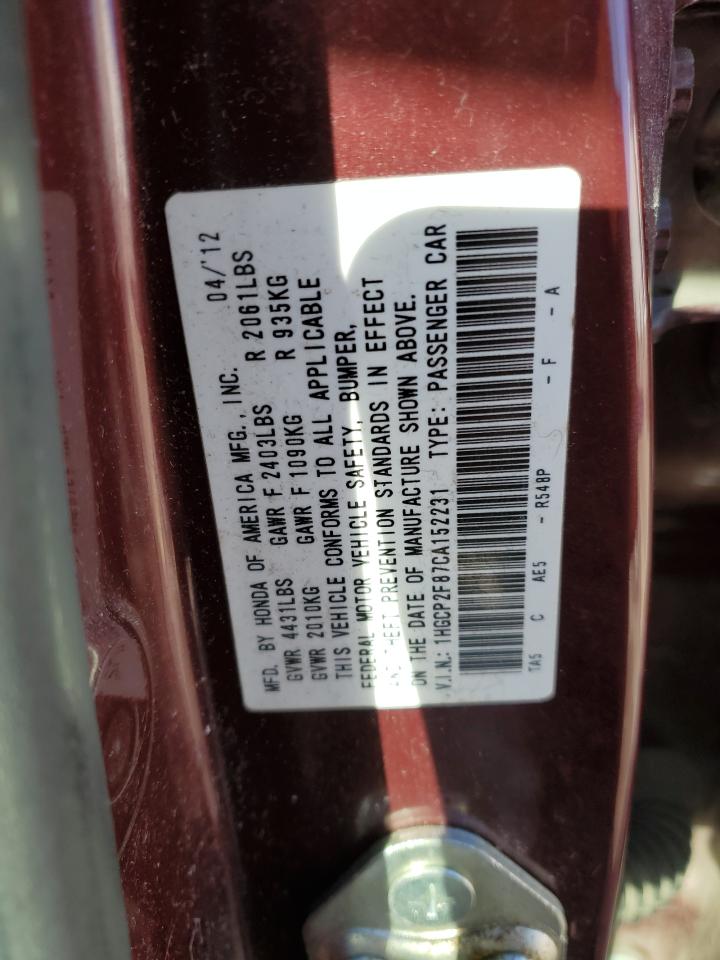 MFD. BY HONDA OF AMERICA MFG., INC. 04/'12
GVWR 4431LBS GAWR F 2403LBS R 2061LBS
GVWR 2010KG GAWR F 1090KG R 935KG
THIS VEHICLE CONFORMS TO ALL APPLICABLE
FEDERAL MOTOR VEHICLE SAFETY, BUMPER,
AND THEFT PREVENTION STANDARDS IN EFFECT
ON THE DATE OF MANUFACTURE SHOWN ABOVE.
V.I.N.: 1HGCP2F87CA152231 TYPE: PASSENGER CAR
TA5 C AE5 - R548P - F - A